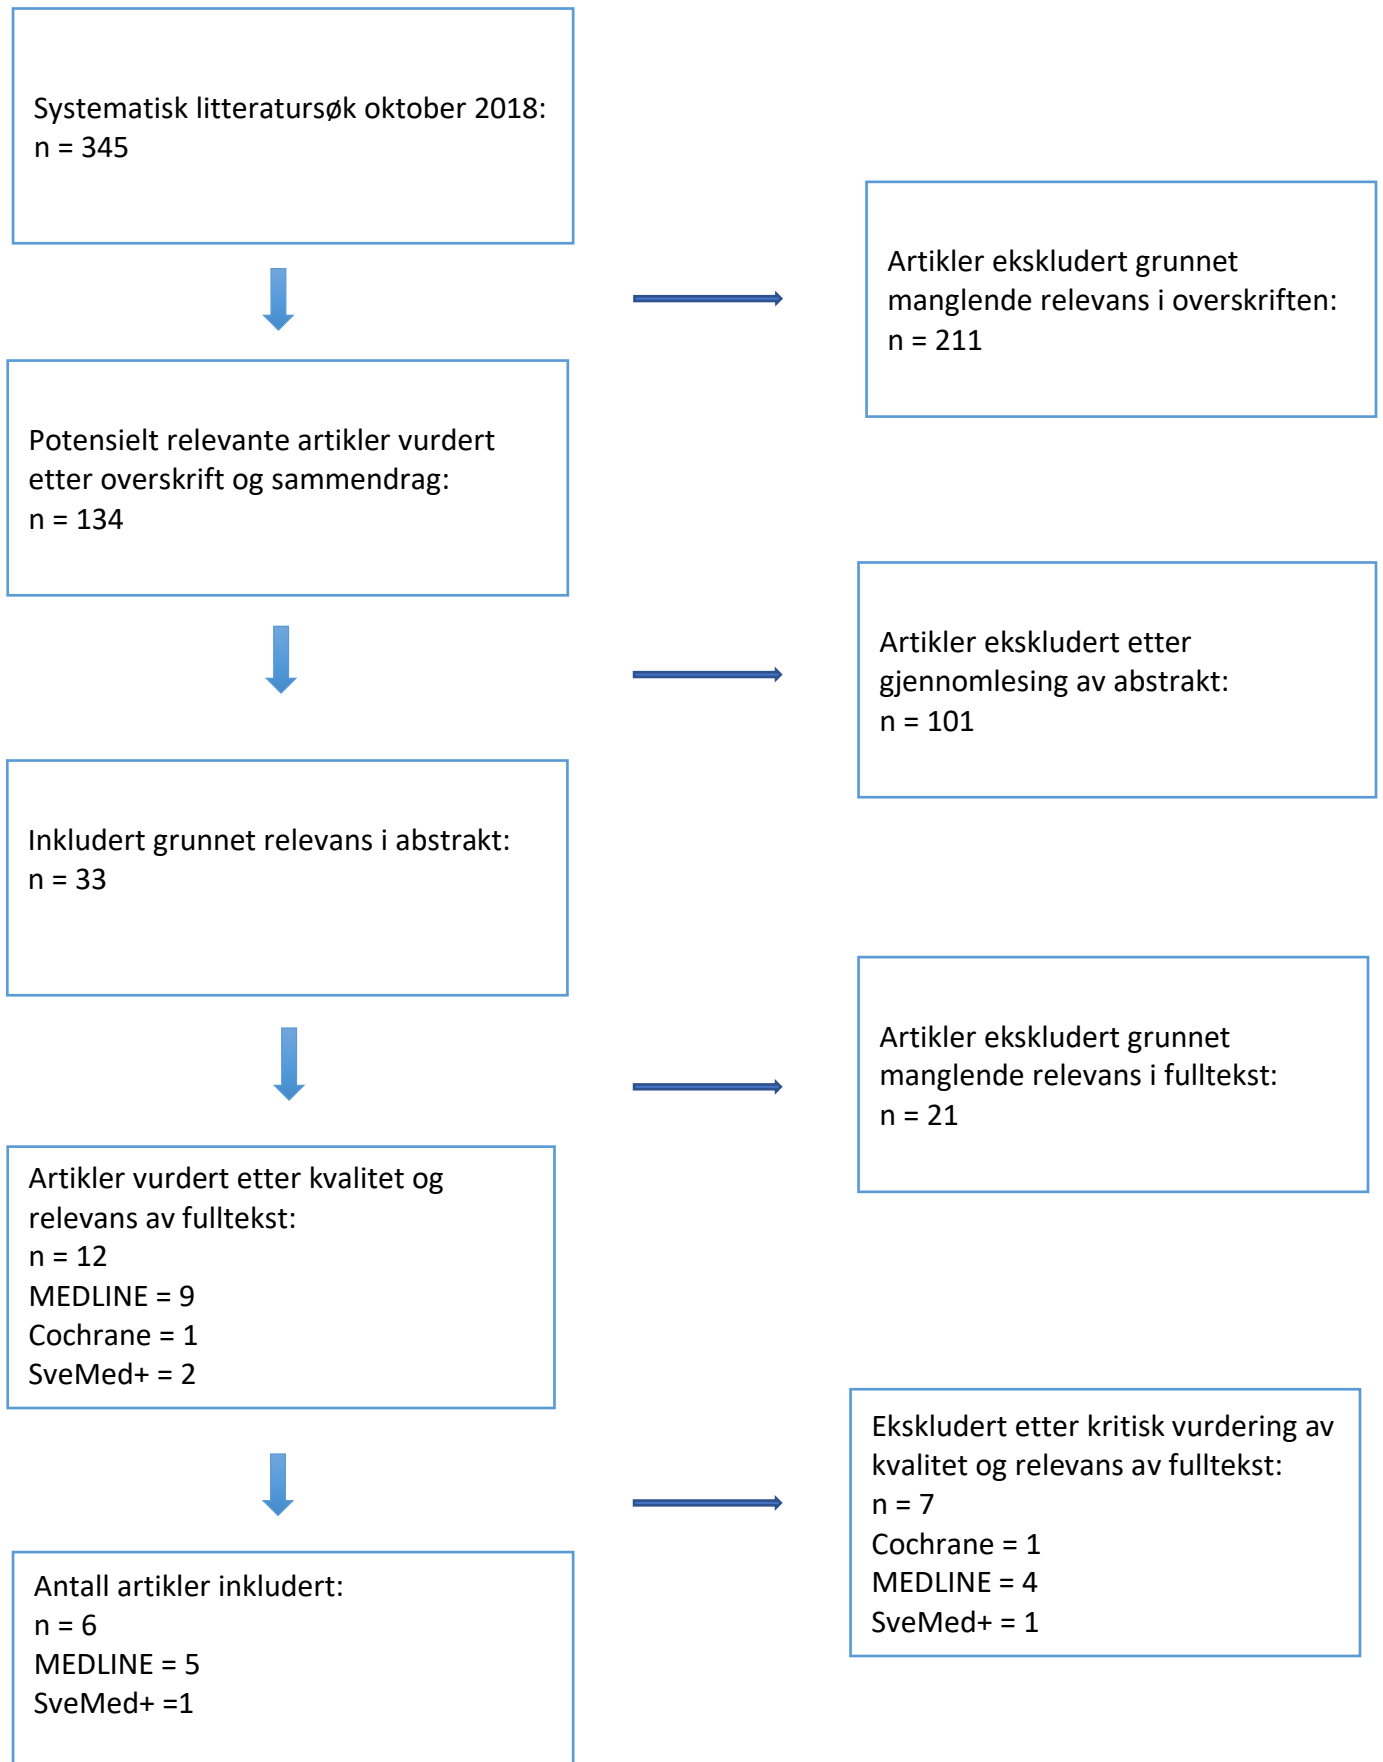 Systematisk litteratursøk oktober 2018:
n = 345
Artikler ekskludert grunnet
manglende relevans i overskriften:
n = 211
Potensielt relevante artikler vurdert
etter overskrift og sammendrag:
n = 134
Artikler ekskludert etter
gjennomlesing av abstrakt:
n = 101
Inkludert grunnet relevans i abstrakt:
n = 33
Artikler ekskludert grunnet
manglende relevans i fulltekst:
n = 21
Artikler vurdert etter kvalitet og
relevans av fulltekst:
n = 12
MEDLINE = 9
Cochrane = 1
SveMed+ = 2
Ekskludert etter kritisk vurdering av
kvalitet og relevans av fulltekst:
n = 7
Cochrane = 1
MEDLINE = 4
SveMed+ = 1
Antall artikler inkludert:
n = 6
MEDLINE = 5
SveMed+ =1